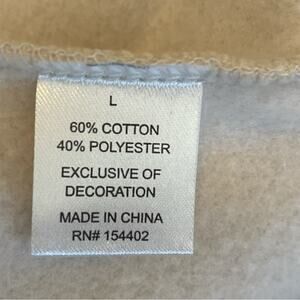 L
60% COTTON
40% POLYESTER
EXCLUSIVE OF
DECORATION
MADE IN CHINA
RN# 154402